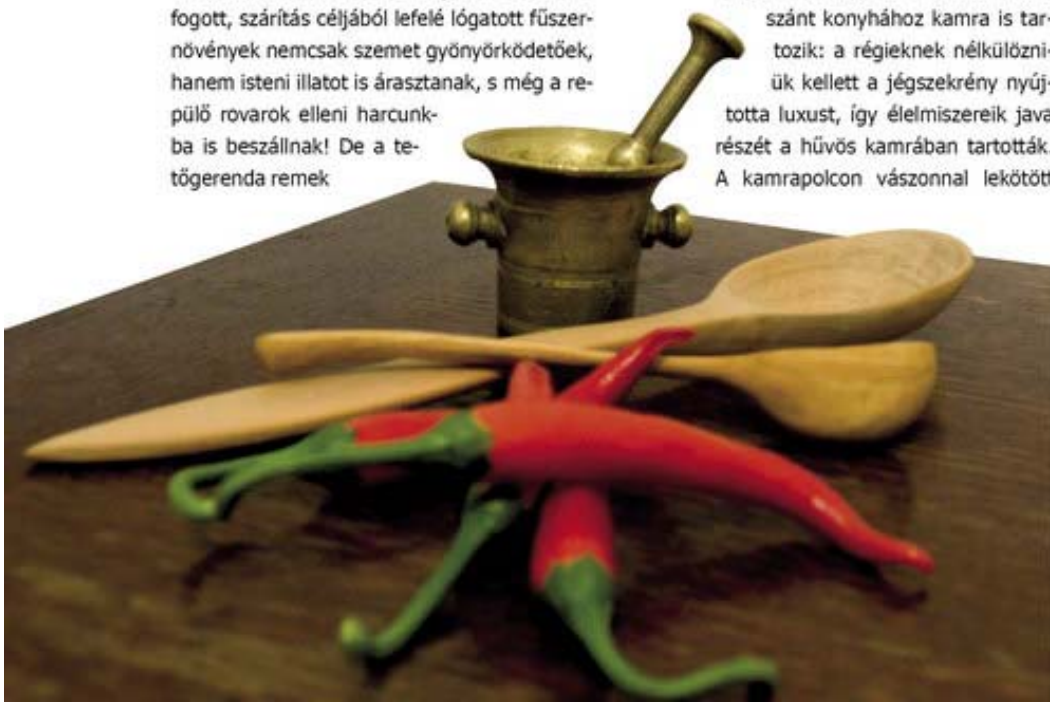 fogott, szárítás céljából lefelé lógatott fűszer-
növények nemcsak szemet gyönyörködtetőek,
hanem isteni illatot is árasztanak, s még a re-
pülő rovarok elleni harcunk-
ba is beszállnak! De a te-
tőgerenda remek
szánt konyhához kamra is tar-
tozik: a régieknek nélkülözni-
ük kellett a jégszekrény nyúj-
totta luxust, így élelmiszereik java
részét a hűvös kamrában tartották.
A kamrapolcon vászonnal lekötött